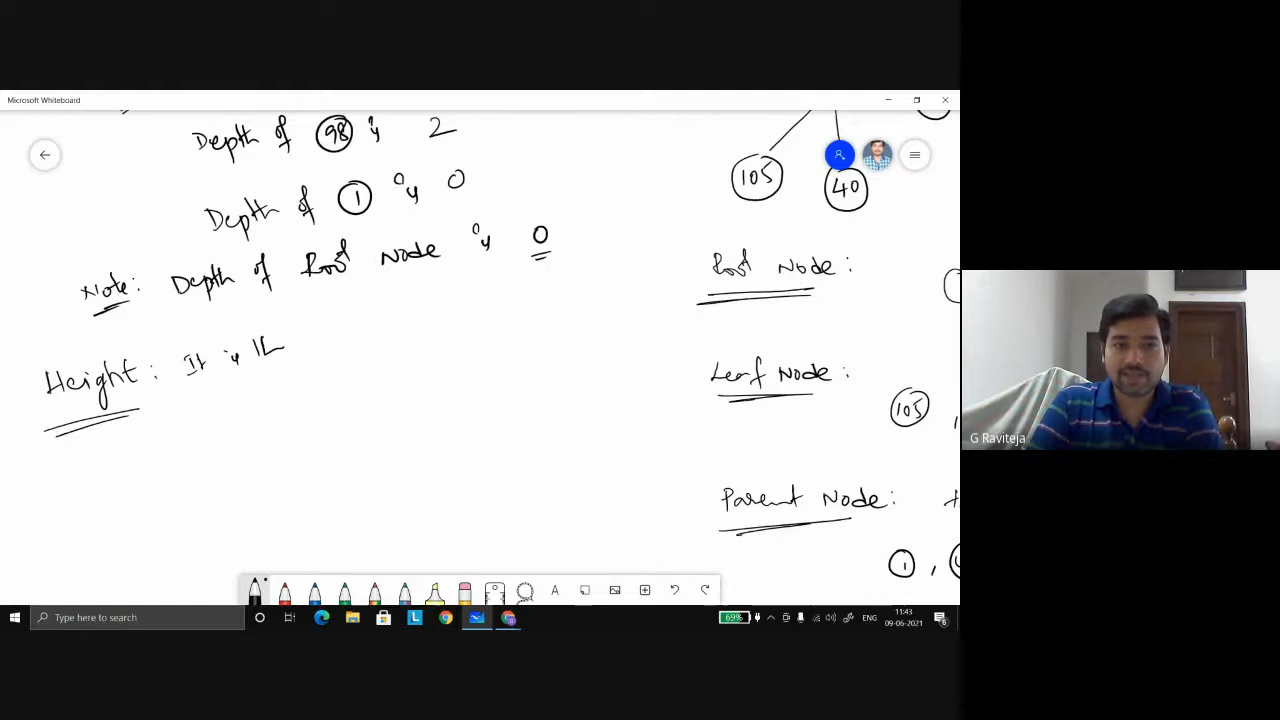 Microsoft Whiteboard
Depth of 98 is 2
Depth of 1 is 0
Note: Depth of Root Node is 0
Height: It is
105
40
Root Node:
Leaf Node:
105,
Parent Node:
1,
G Raviteja
A
Type here to search
69%
ENG
11:43
09-06-2021
6